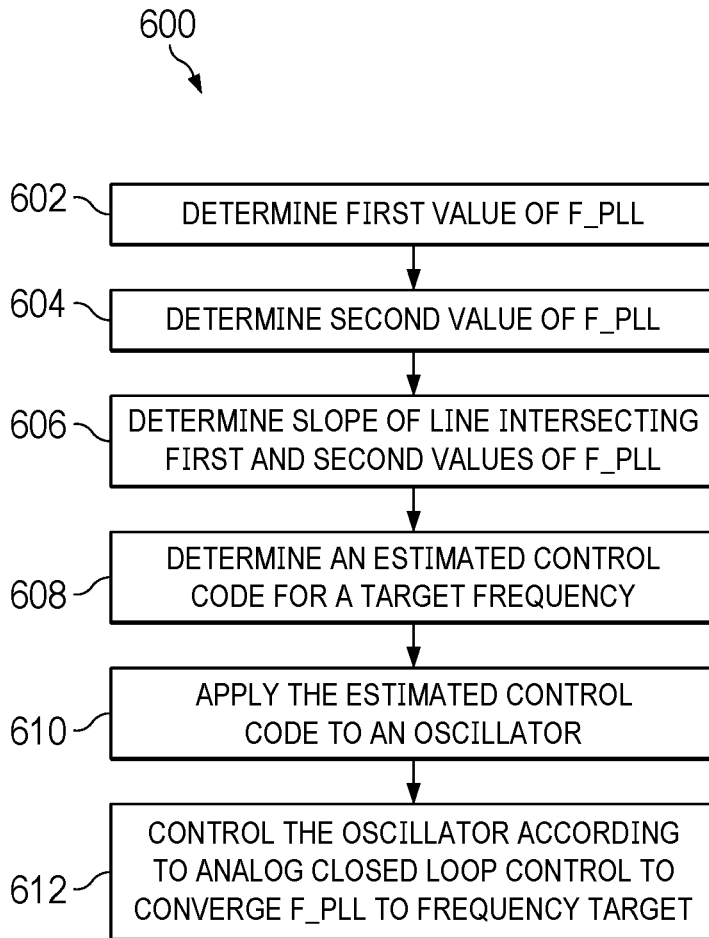 600
602
DETERMINE FIRST VALUE OF F_PLL
604
DETERMINE SECOND VALUE OF F_PLL
606
DETERMINE SLOPE OF LINE INTERSECTING
FIRST AND SECOND VALUES OF F_PLL
608
DETERMINE AN ESTIMATED CONTROL
CODE FOR A TARGET FREQUENCY
610
APPLY THE ESTIMATED CONTROL
CODE TO AN OSCILLATOR
612
CONTROL THE OSCILLATOR ACCORDING
TO ANALOG CLOSED LOOP CONTROL TO
CONVERGE F_PLL TO FREQUENCY TARGET